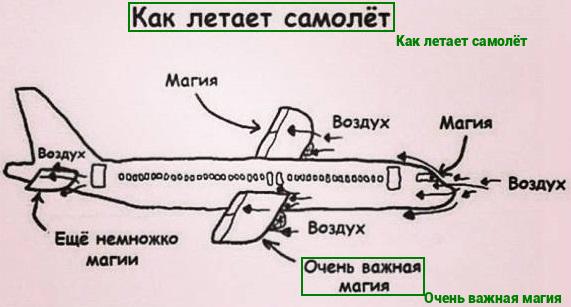 Как летает самолёт
Как летает самолёт
Магия
Воздух
Магия
Воздух
Воздух
Воздух
Ещё немножко
магии
Очень важная
магия
Очень важная магия